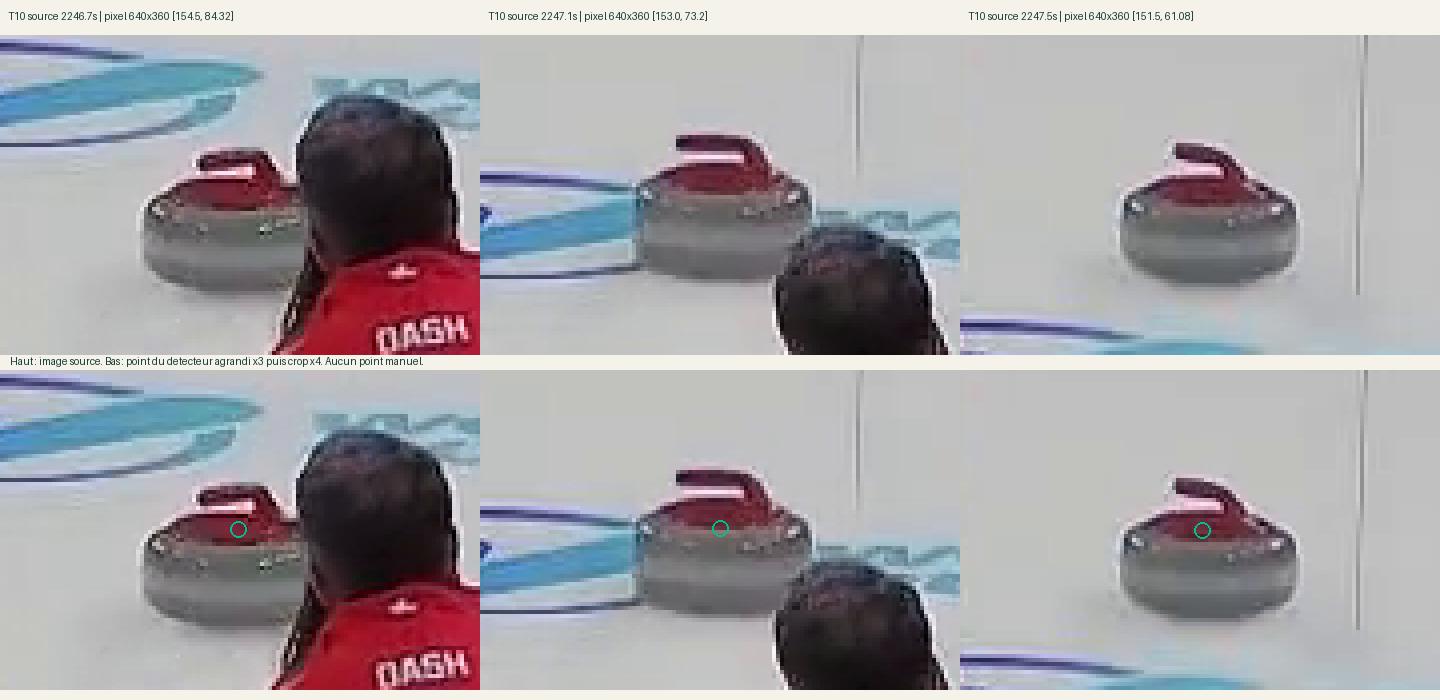 T10 source 2246.7s | pixel 640x360 [154.5, 84.32]
T10 source 2247.1s | pixel 640x360 [153.0, 73.2]
T10 source 2247.5s | pixel 640x360 [151.5, 61.08]
DASH
Haut: image source. Bas: point du detecteur agrandi x3 puis crop x4. Aucun point manuel.
DASH